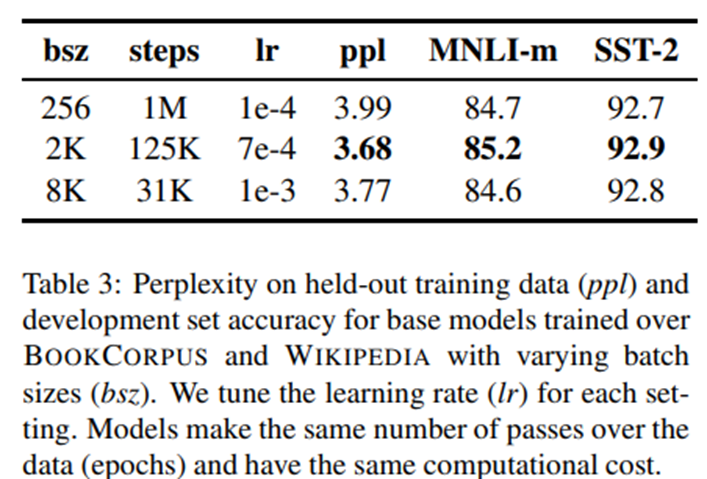 bsz steps lr ppl MNLI-m SST-2
256 1M 1e-4 3.99 84.7 92.7
2K 125K 7e-4 3.68 85.2 92.9
8K 31K 1e-3 3.77 84.6 92.8
Table 3: Perplexity on held-out training data (ppl) and
development set accuracy for base models trained over
BOOKCORPUS and WIKIPEDIA with varying batch
sizes (bsz). We tune the learning rate (lr) for each set-
ting. Models make the same number of passes over the
data (epochs) and have the same computational cost.